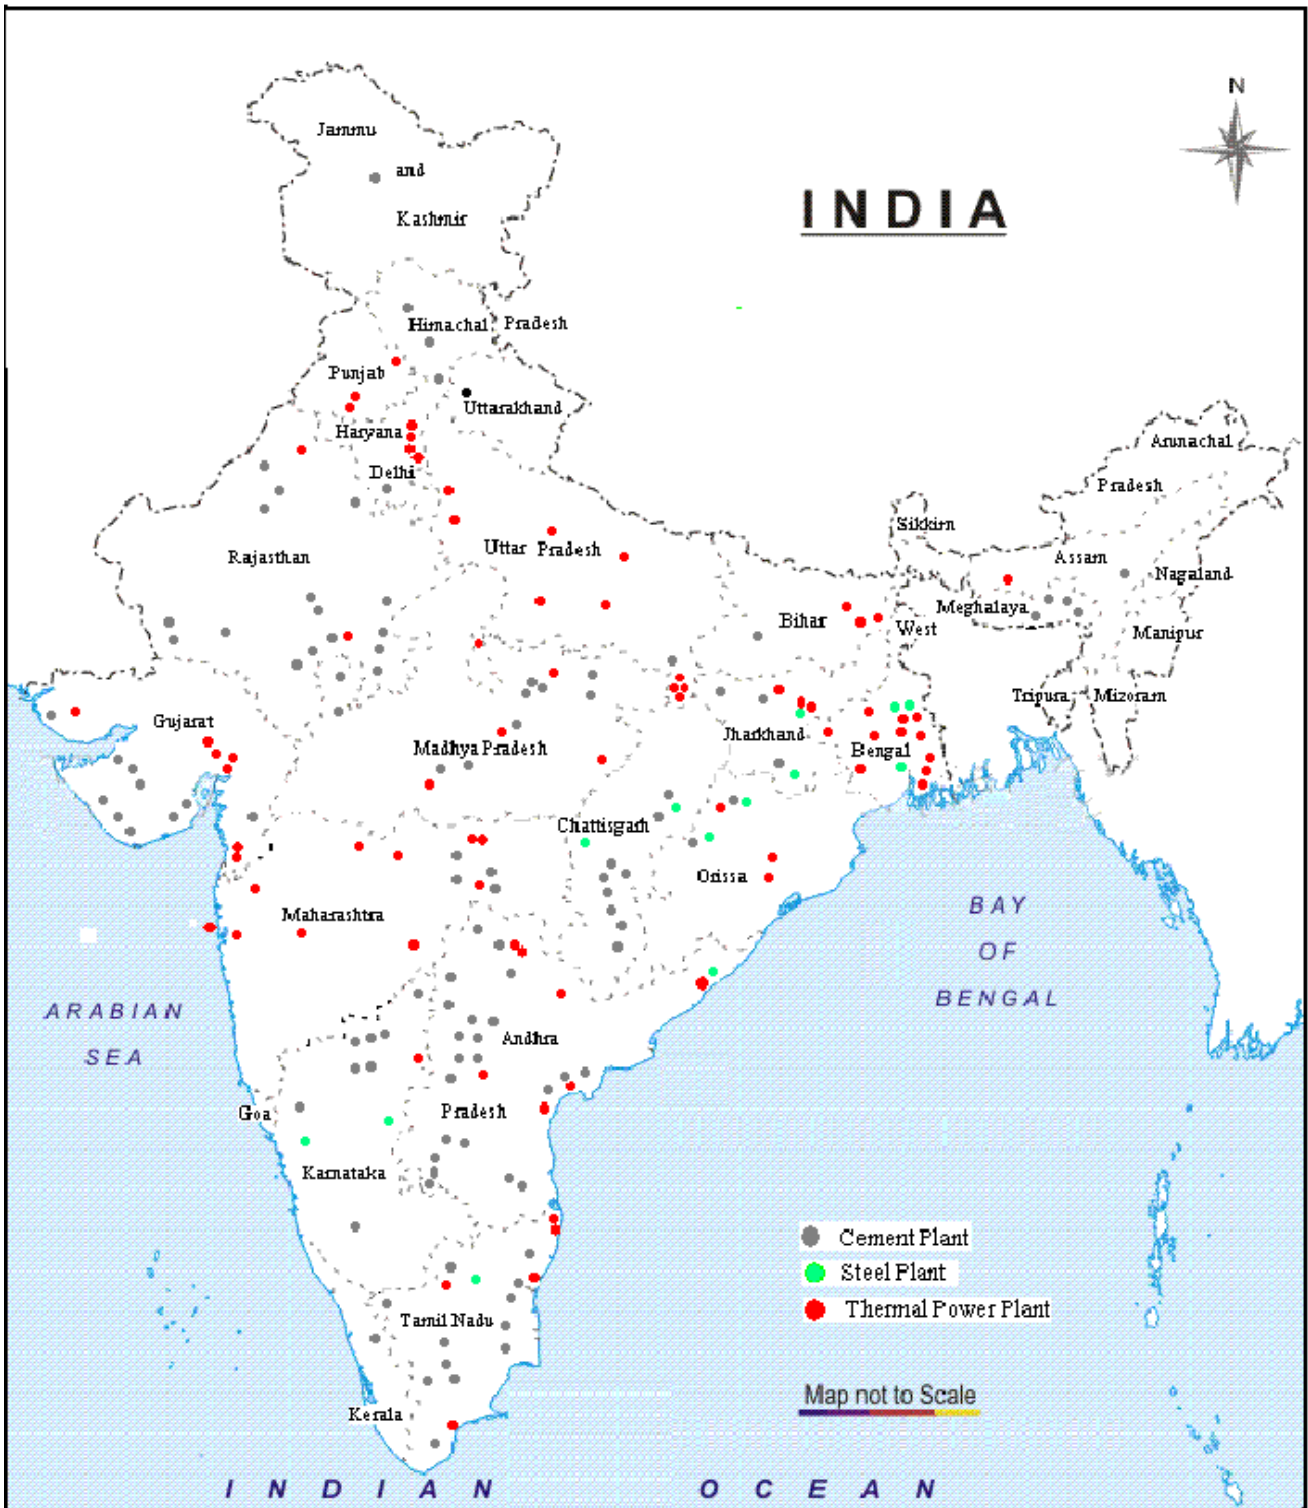 N
Jammu
and
Kashmir
INDIA
Himachal Pradesh
Punjab
Uttarakhand
Haryana
Delhi
Arunachal
Pradesh
Sikkim
Rajasthan
Uttar Pradesh
Assam
Nagaland
Meghalaya
Bihar
West
Manipur
Tripura
Mizoram
Gujarat
Madhya Pradesh
Jharkhand
Bengal
Chattisgarh
Orissa
Maharashtra
BAY
OF
BENGAL
ARABIAN
SEA
Andhra
Goa
Pradesh
Karnataka
Cement Plant
Steel Plant
Thermal Power Plant
Tamil Nadu
Map not to Scale
Kerala
INDIAN OCEAN